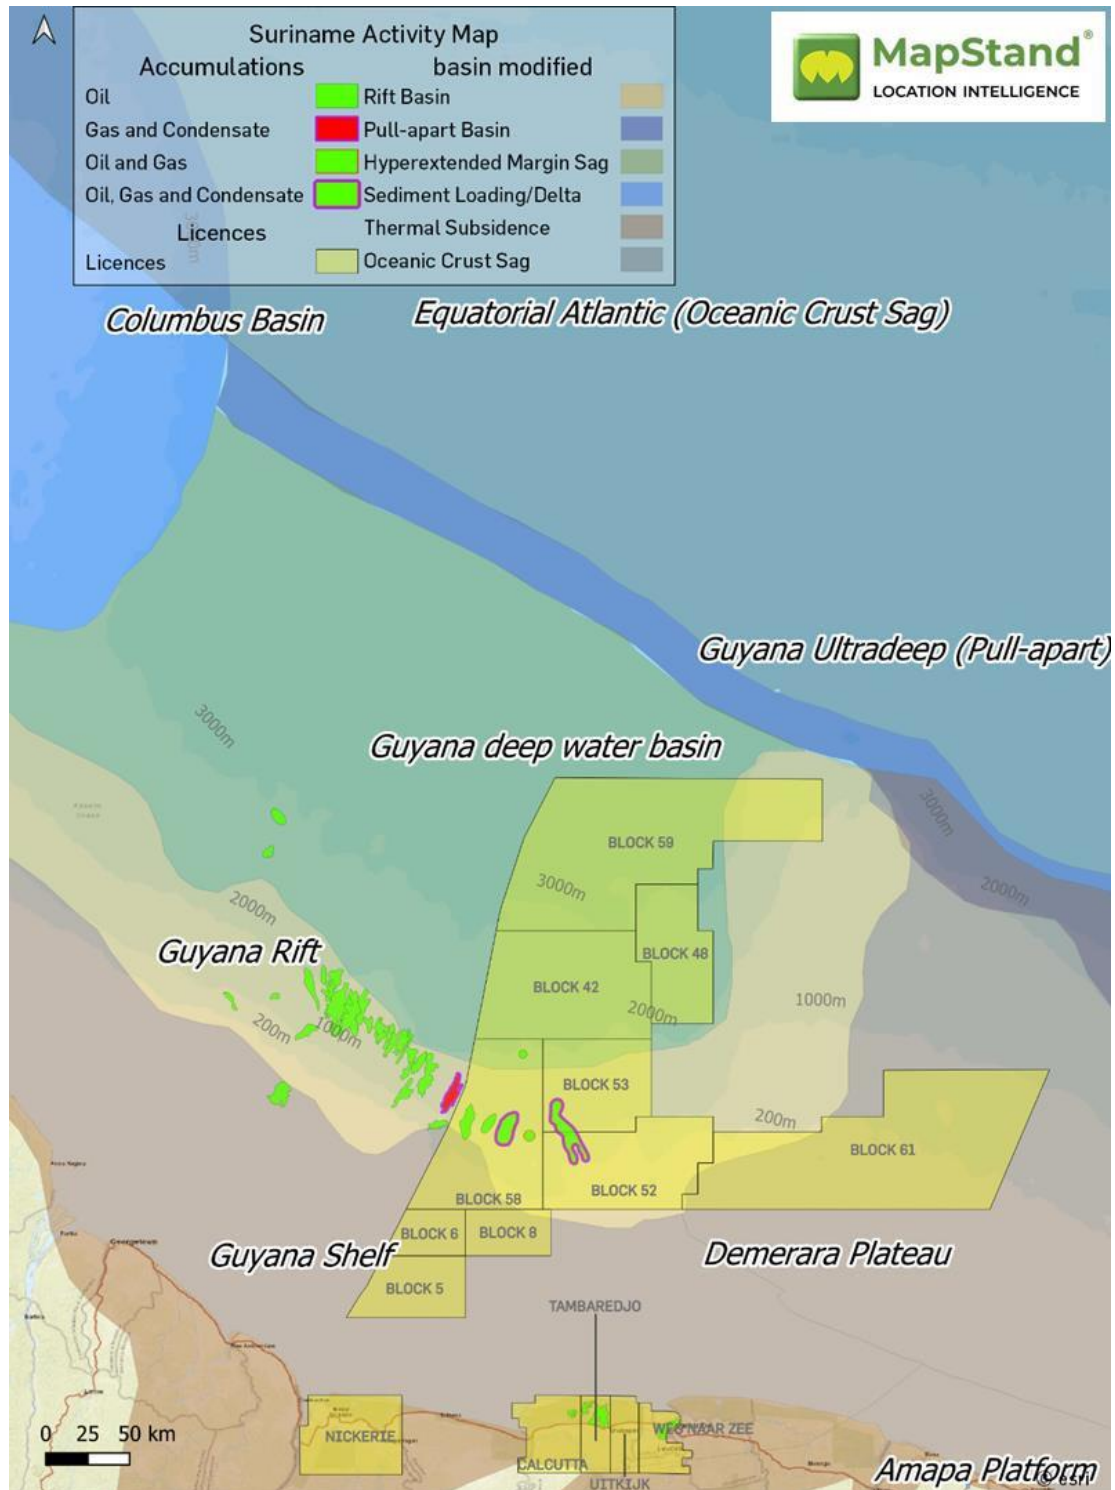 Suriname Activity Map
Accumulations
basin modified
Oil
Rift Basin
Gas and Condensate
Pull-apart Basin
Oil and Gas
Hyperextended Margin Sag
Oil, Gas and Condensate
Sediment Loading/Delta
Licences
Thermal Subsidence
Licences
Oceanic Crust Sag
MapStand®
LOCATION INTELLIGENCE
Columbus Basin
Equatorial Atlantic (Oceanic Crust Sag)
Guyana Ultradeep (Pull-apart)
3000m
Guyana deep water basin
3000m
BLOCK 59
3000m
2000m
2000m
Guyana Rift
BLOCK 48
BLOCK 42
1000m
2000m
200m
1000m
BLOCK 53
200m
BLOCK 61
BLOCK 58
BLOCK 52
BLOCK 6
BLOCK 8
Georgetown
Guyana Shelf
Demerara Plateau
BLOCK 5
TAMBAREDJO
0 25 50 km
NICKERIE
WEG NAAR ZEE
CALCUTTA
UITKIJK
Amapa Platform
© esri